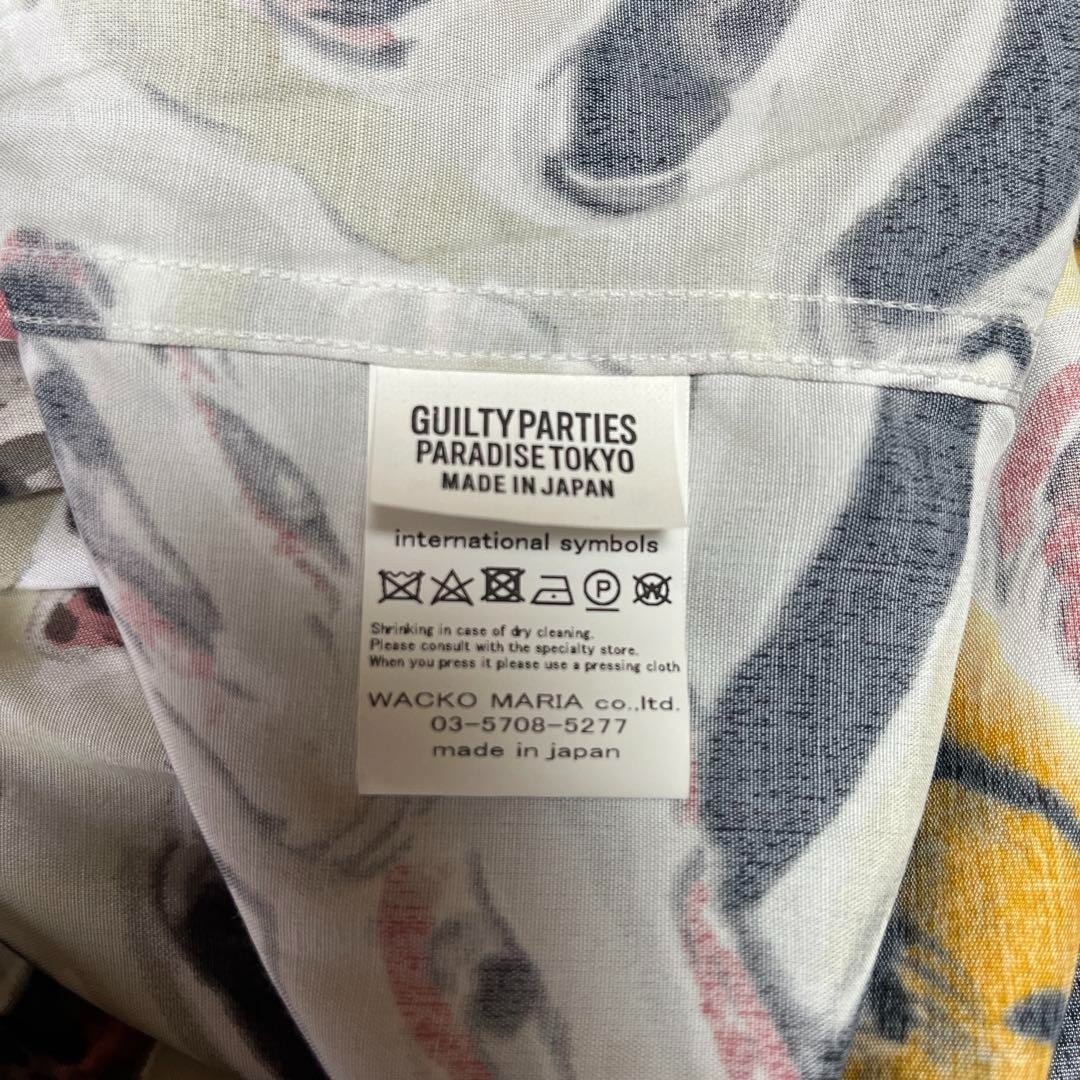 GUILTY PARTIES
PARADISE TOKYO
MADE IN JAPAN
international symbols
P W
Shrinking in case of dry cleaning.
Please consult with the specialty store.
When you press it please use a pressing cloth
WACKO MARIA co.,ltd.
03-5708-5277
made in japan